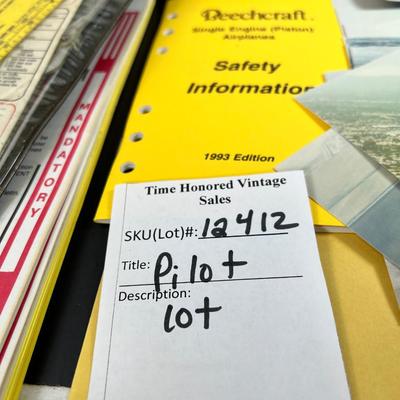 Beechcraft
Single Engine (Piston)
Airplanes
Safety
Information
1993 Edition
MANDATORY
Time Honored Vintage
Sales
SKU(Lot)#: 12412
Title: Pilot
Description:
lot